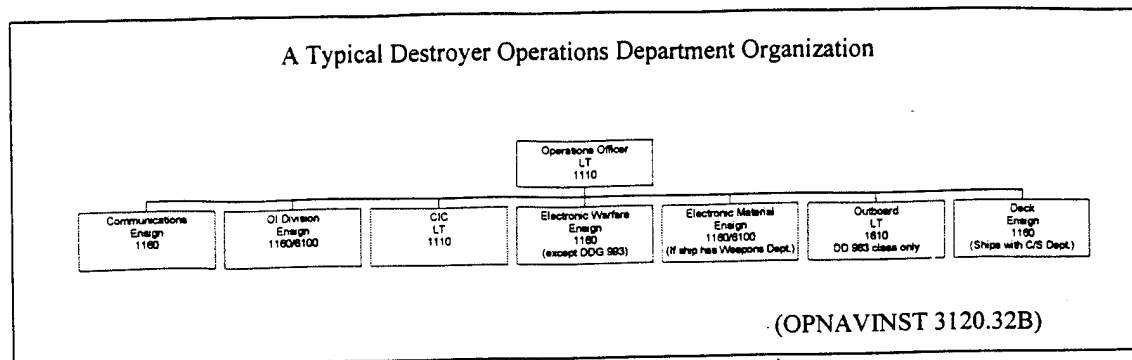 A Typical Destroyer Operations Department Organization
Operations Officer
LT
1110
Communications
Ensign
1160
OI Division
Ensign
1160/6100
CIC
LT
1110
Electronic Warfare
Ensign
1160
(except DDG 993)
Electronic Material
Ensign
1160/6100
(If ship has Weapons Dept.)
Outboard
LT
1610
DD 963 class only
Deck
Ensign
1160
(Ships with C/S Dept.)
(OPNAVINST 3120.32B)